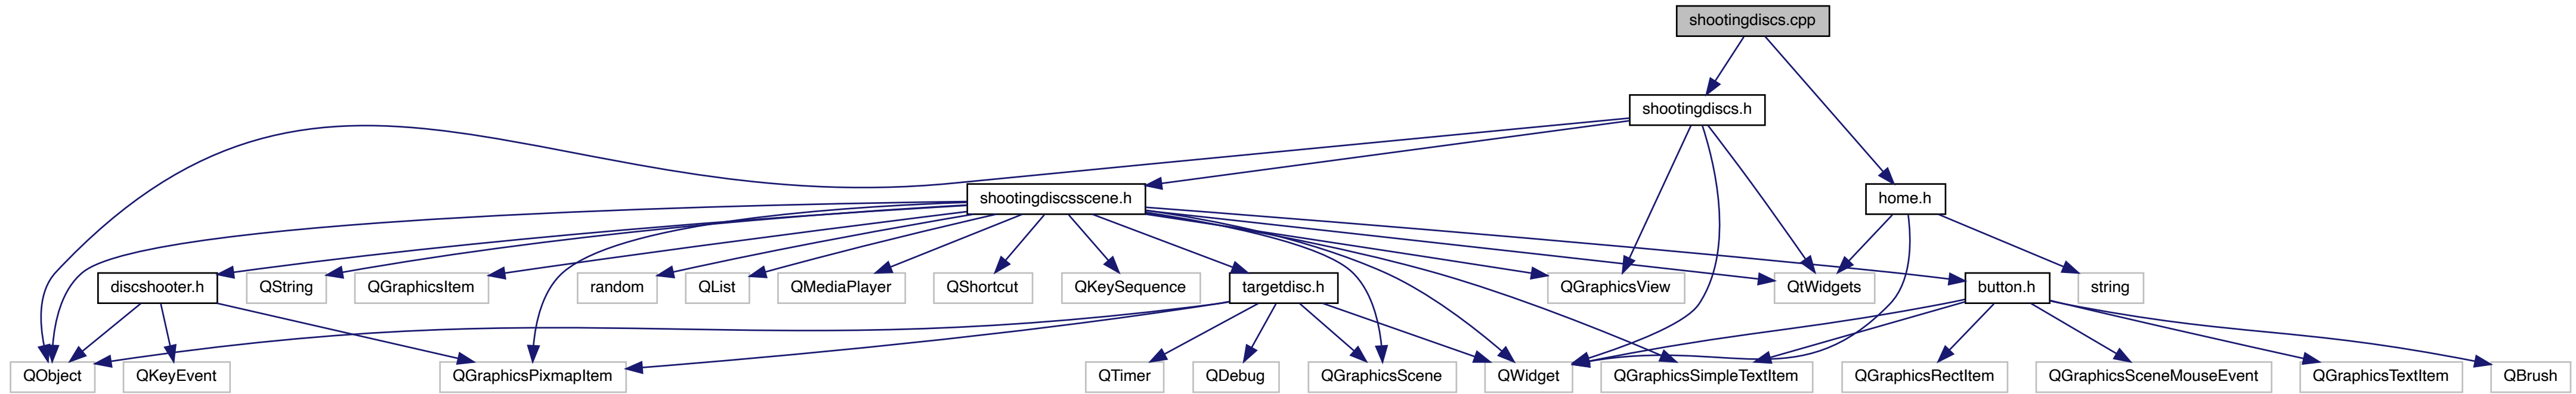 shootingdiscs.cpp
shootingdiscs.h
shootingdiscsscene.h
home.h
discshooter.h
QString
QGraphicsItem
random
QList
QMediaPlayer
QShortcut
QKeySequence
targetdisc.h
QGraphicsView
QtWidgets
button.h
string
QObject
QKeyEvent
QGraphicsPixmapItem
QTimer
QDebug
QGraphicsScene
QWidget
QGraphicsSimpleTextItem
QGraphicsRectItem
QGraphicsSceneMouseEvent
QGraphicsTextItem
QBrush